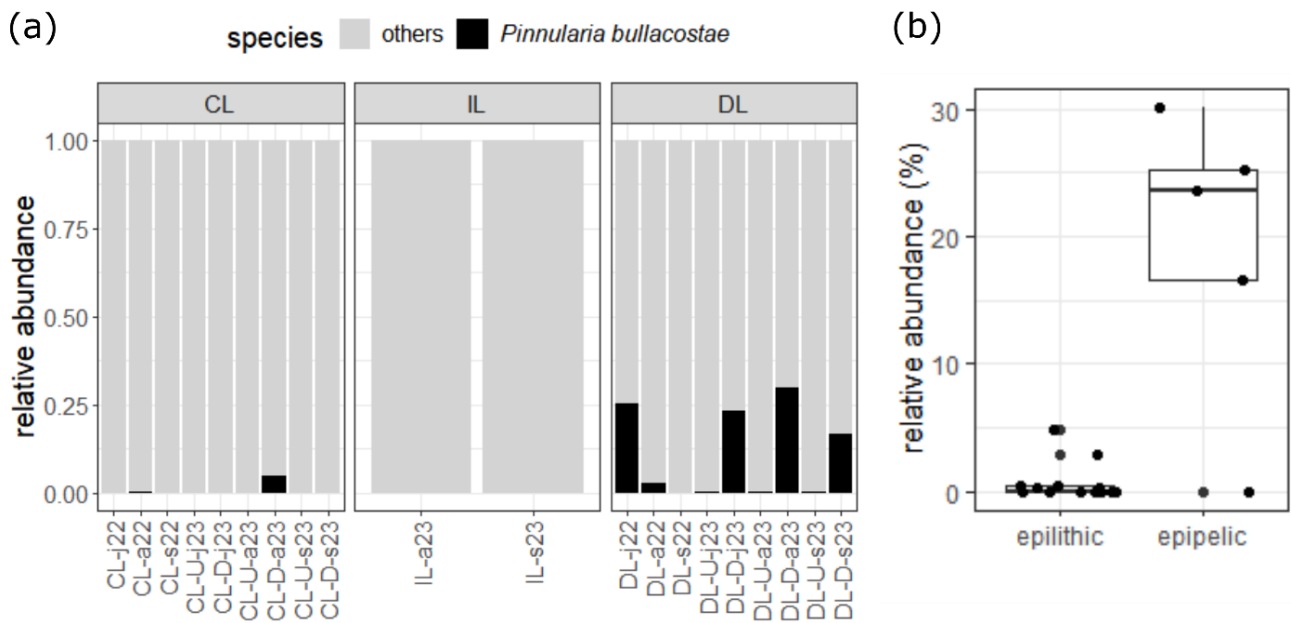 (a)
species others Pinnularia bullacostae
CL IL DL
relative abundance
1.00
0.75
0.50
0.25
0.00
CL-j22
CL-a22
CL-s22
CL-U-j23
CL-D-j23
CL-U-a23
CL-D-a23
CL-U-s23
CL-D-s23
IL-a23
IL-s23
DL-j22
DL-a22
DL-s22
DL-U-j23
DL-D-j23
DL-U-a23
DL-D-a23
DL-U-s23
DL-D-s23
(b)
relative abundance (%)
30
20
10
0
epilithic epipelic